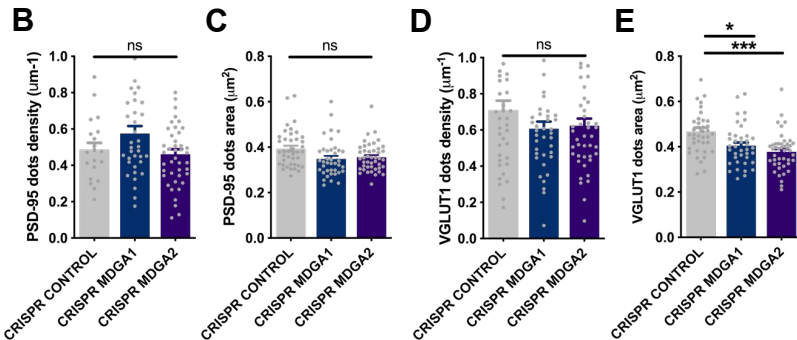 B
ns
PSD-95 dots density (μm-1)
1.0
0.8
0.6
0.4
0.2
0.0
CRISPR CONTROL
CRISPR MDGA1
CRISPR MDGA2
C
ns
PSD-95 dots area (μm²)
0.8
0.6
0.4
0.2
0.0
CRISPR CONTROL
CRISPR MDGA1
CRISPR MDGA2
D
ns
VGLUT1 dots density (μm⁻¹)
1.0
0.8
0.6
0.4
0.2
0.0
CRISPR CONTROL
CRISPR MDGA1
CRISPR MDGA2
E
*
***
VGLUT1 dots area (μm²)
0.8
0.6
0.4
0.2
0.0
CRISPR CONTROL
CRISPR MDGA1
CRISPR MDGA2